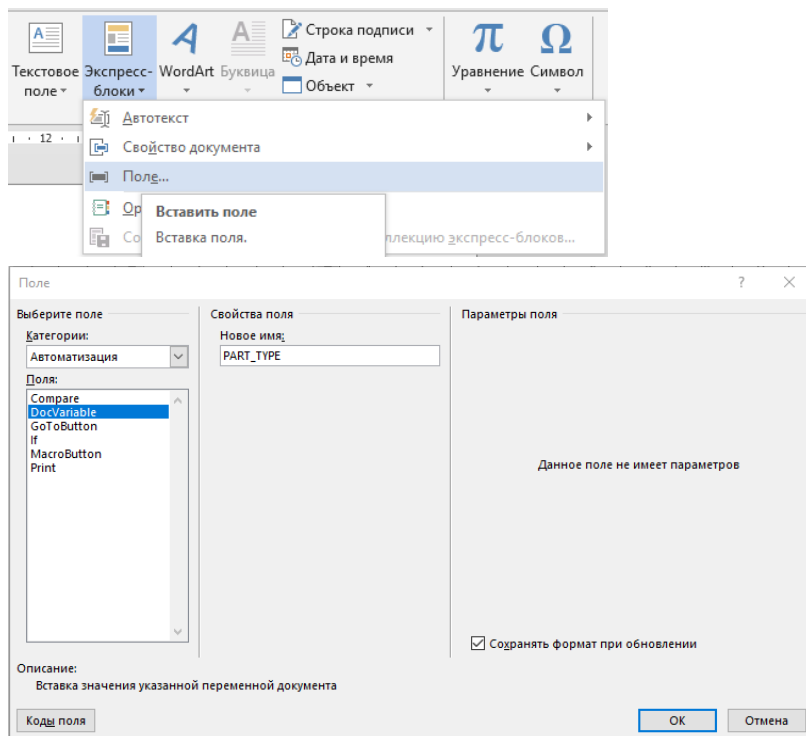 Текстовое поле
Экспресс-блоки
WordArt
Буквица
Строка подписи
Дата и время
Объект
Уравнение
Символ
12
Автотекст
Свойство документа
Поле...
Вставить поле
Вставка поля.
экспресс-блоков...
Поле
?
Выберите поле
Категории:
Автоматизация
Поля:
Compare
DocVariable
GoToButton
If
MacroButton
Print
Свойства поля
Новое имя:
PART_TYPE
Параметры поля
Данное поле не имеет параметров
Сохранять формат при обновлении
Описание:
Вставка значения указанной переменной документа
Коды поля
ОК
Отмена